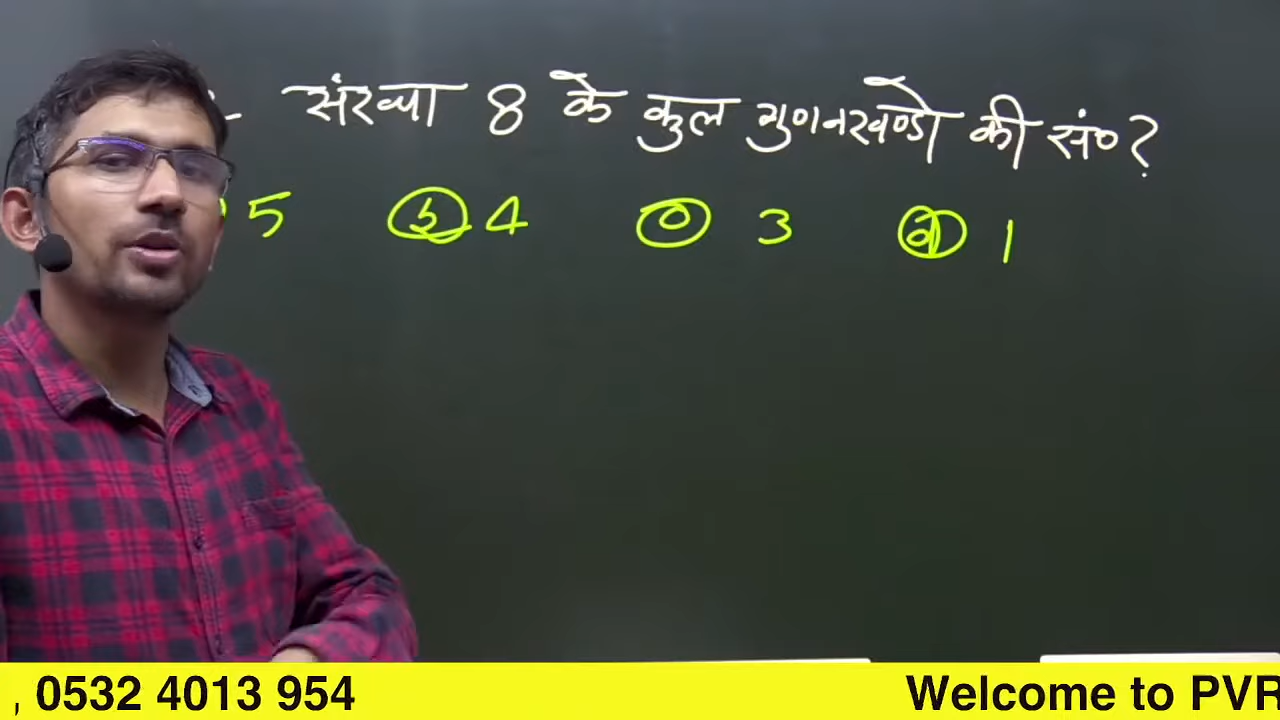 संख्या 8 के कुल गुणनखण्डो की सं० ?
5 b 4 3 d 1
, 0532 4013 954 Welcome to PVR